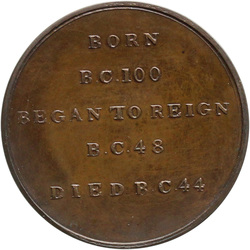 BORN
B.C.100
BEGAN TO REIGN
B.C.48
DIED B C 44